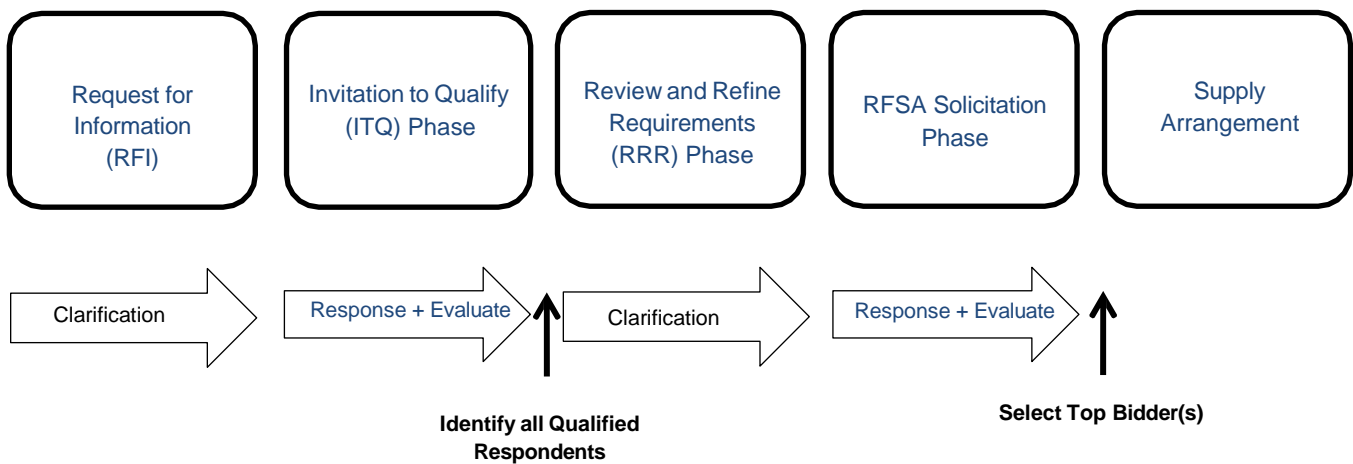 Request for
Information
(RFI)
Invitation to Qualify
(ITQ) Phase
Review and Refine
Requirements
(RRR) Phase
RFSA Solicitation
Phase
Supply
Arrangement
Clarification
Response + Evaluate
Clarification
Response + Evaluate
Identify all Qualified
Respondents
Select Top Bidder(s)